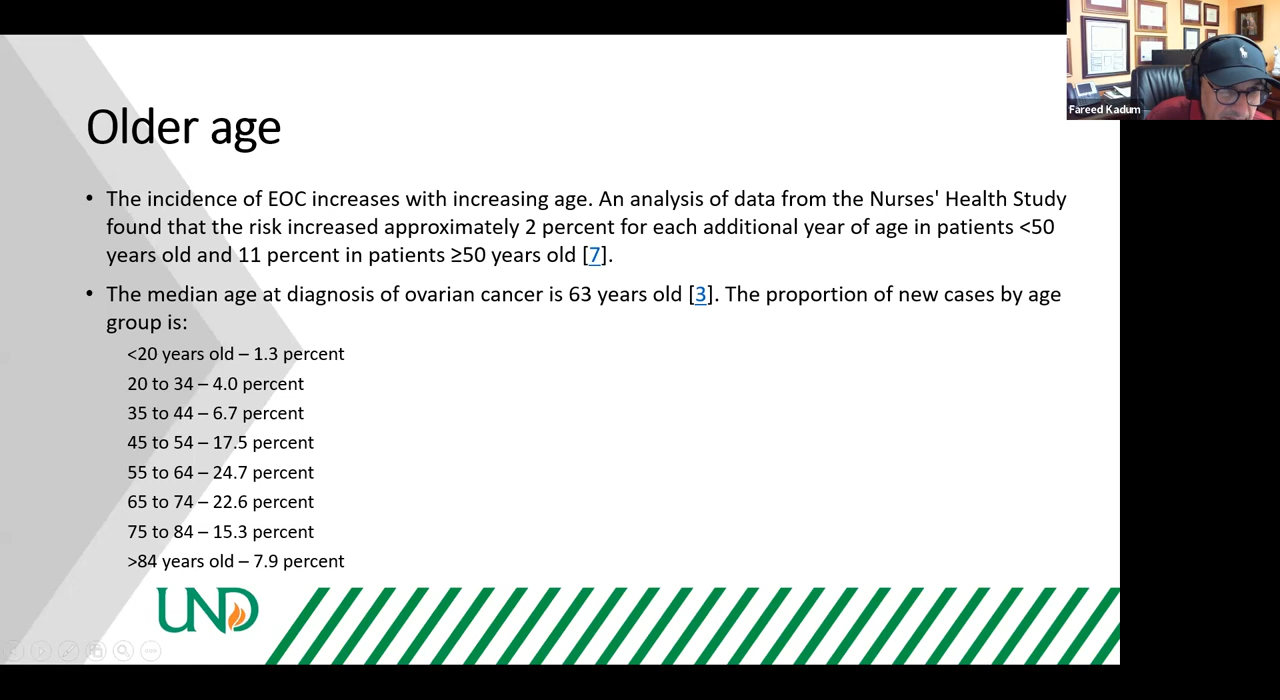 Fareed Kadum
Older age
• The incidence of EOC increases with increasing age. An analysis of data from the Nurses' Health Study
found that the risk increased approximately 2 percent for each additional year of age in patients <50
years old and 11 percent in patients ≥50 years old [7].
• The median age at diagnosis of ovarian cancer is 63 years old [3]. The proportion of new cases by age
group is:
<20 years old – 1.3 percent
20 to 34 – 4.0 percent
35 to 44 – 6.7 percent
45 to 54 – 17.5 percent
55 to 64 – 24.7 percent
65 to 74 – 22.6 percent
75 to 84 – 15.3 percent
>84 years old – 7.9 percent
UND